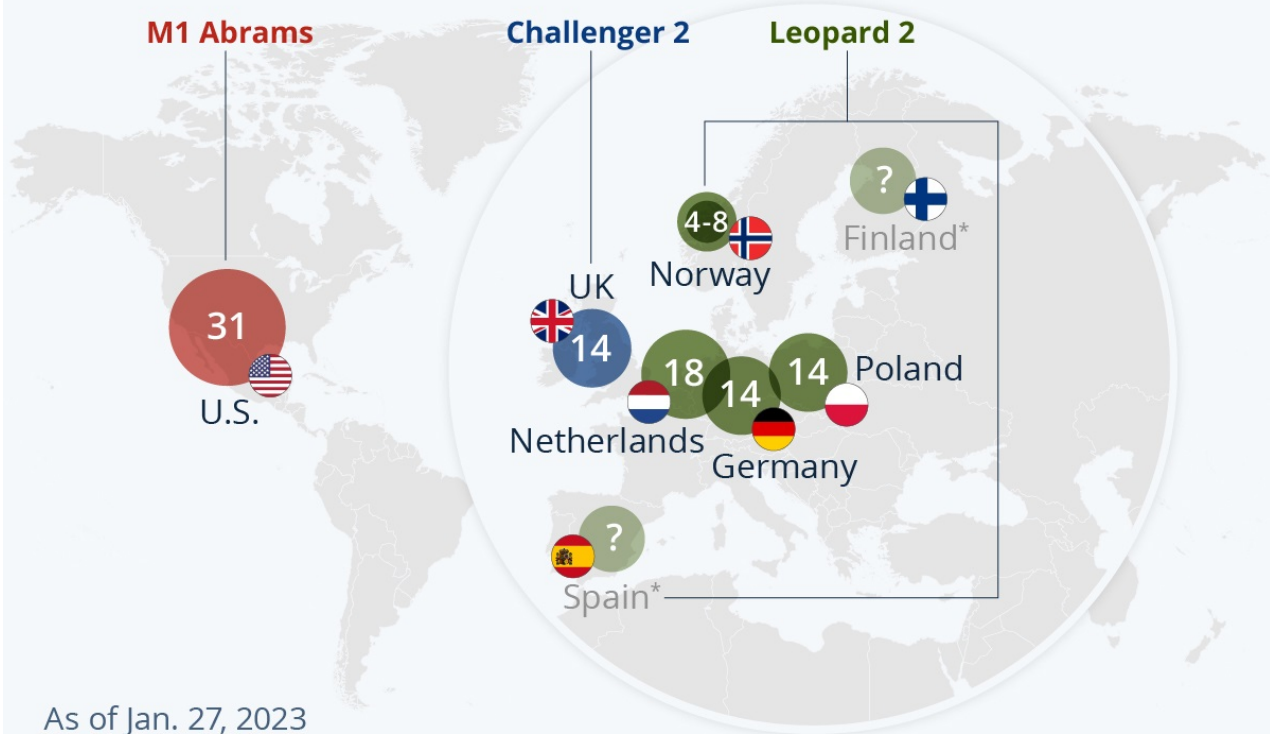 M1 Abrams
Challenger 2
Leopard 2
?
Finland*
4-8
Norway
UK
31
14
18
14
14
Poland
U.S.
Netherlands
Germany
?
Spain*
As of Jan. 27, 2023